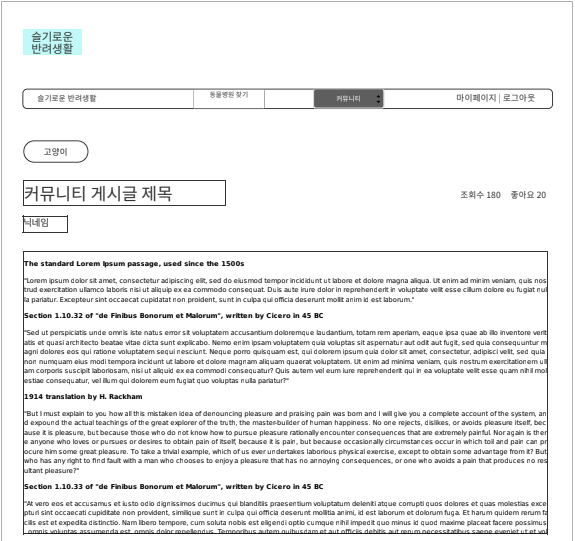 슬기로운
반려생활
슬기로운 반려생활
동물병원 찾기
커뮤니티
마이페이지 | 로그아웃
고양이
커뮤니티 게시글 제목
조회수 180 좋아요 20
닉네임
The standard Lorem Ipsum passage, used since the 1500s
"Lorem ipsum dolor sit amet, consectetur adipiscing elit, sed do eiusmod tempor incididunt ut labore et dolore magna aliqua. Ut enim ad minim veniam, quis nos
trud exercitation ullamco laboris nisi ut aliquip ex ea commodo consequat. Duis aute irure dolor in reprehenderit in voluptate velit esse cillum dolore eu fugiat nul
la pariatur. Excepteur sint occaecat cupidatat non proident, sunt in culpa qui officia deserunt mollit anim id est laborum."
Section 1.10.32 of "de Finibus Bonorum et Malorum", written by Cicero in 45 BC
"Sed ut perspiciatis unde omnis iste natus error sit voluptatem accusantium doloremque laudantium, totam rem aperiam, eaque ipsa quae ab illo inventore verit
atis et quasi architecto beatae vitae dicta sunt explicabo. Nemo enim ipsam voluptatem quia voluptas sit aspernatur aut odit aut fugit, sed quia consequuntur m
agni dolores eos qui ratione voluptatem sequi nesciunt. Neque porro quisquam est, qui dolorem ipsum quia dolor sit amet, consectetur, adipisci velit, sed quia
non numquam eius modi tempora incidunt ut labore et dolore magnam aliquam quaerat voluptatem. Ut enim ad minima veniam, quis nostrum exercitationem ull
am corporis suscipit laboriosam, nisi ut aliquid ex ea commodi consequatur? Quis autem vel eum iure reprehenderit qui in ea voluptate velit esse quam nihil mol
estiae consequatur, vel illum qui dolorem eum fugiat quo voluptas nulla pariatur?"
1914 translation by H. Rackham
"But I must explain to you how all this mistaken idea of denouncing pleasure and praising pain was born and I will give you a complete account of the system, an
d expound the actual teachings of the great explorer of the truth, the master-builder of human happiness. No one rejects, dislikes, or avoids pleasure itself, bec
ause it is pleasure, but because those who do not know how to pursue pleasure rationally encounter consequences that are extremely painful. Nor again is ther
e anyone who loves or pursues or desires to obtain pain of itself, because it is pain, but because occasionally circumstances occur in which toil and pain can pr
ocure him some great pleasure. To take a trivial example, which of us ever undertakes laborious physical exercise, except to obtain some advantage from it? But
who has any right to find fault with a man who chooses to enjoy a pleasure that has no annoying consequences, or one who avoids a pain that produces no res
ultant pleasure?"
Section 1.10.33 of "de Finibus Bonorum et Malorum", written by Cicero in 45 BC
"At vero eos et accusamus et iusto odio dignissimos ducimus qui blanditiis praesentium voluptatum deleniti atque corrupti quos dolores et quas molestias exce
pturi sint occaecati cupiditate non provident, similique sunt in culpa qui officia deserunt mollitia animi, id est laborum et dolorum fuga. Et harum quidem rerum fa
cilis est et expedita distinctio. Nam libero tempore, cum soluta nobis est eligendi optio cumque nihil impedit quo minus id quod maxime placeat facere possimus
, omnis voluptas assumenda est, omnis dolor repellendus. Temporibus autem quibusdam et aut officiis debitis aut rerum necessitatibus saepe eveniet ut et vol